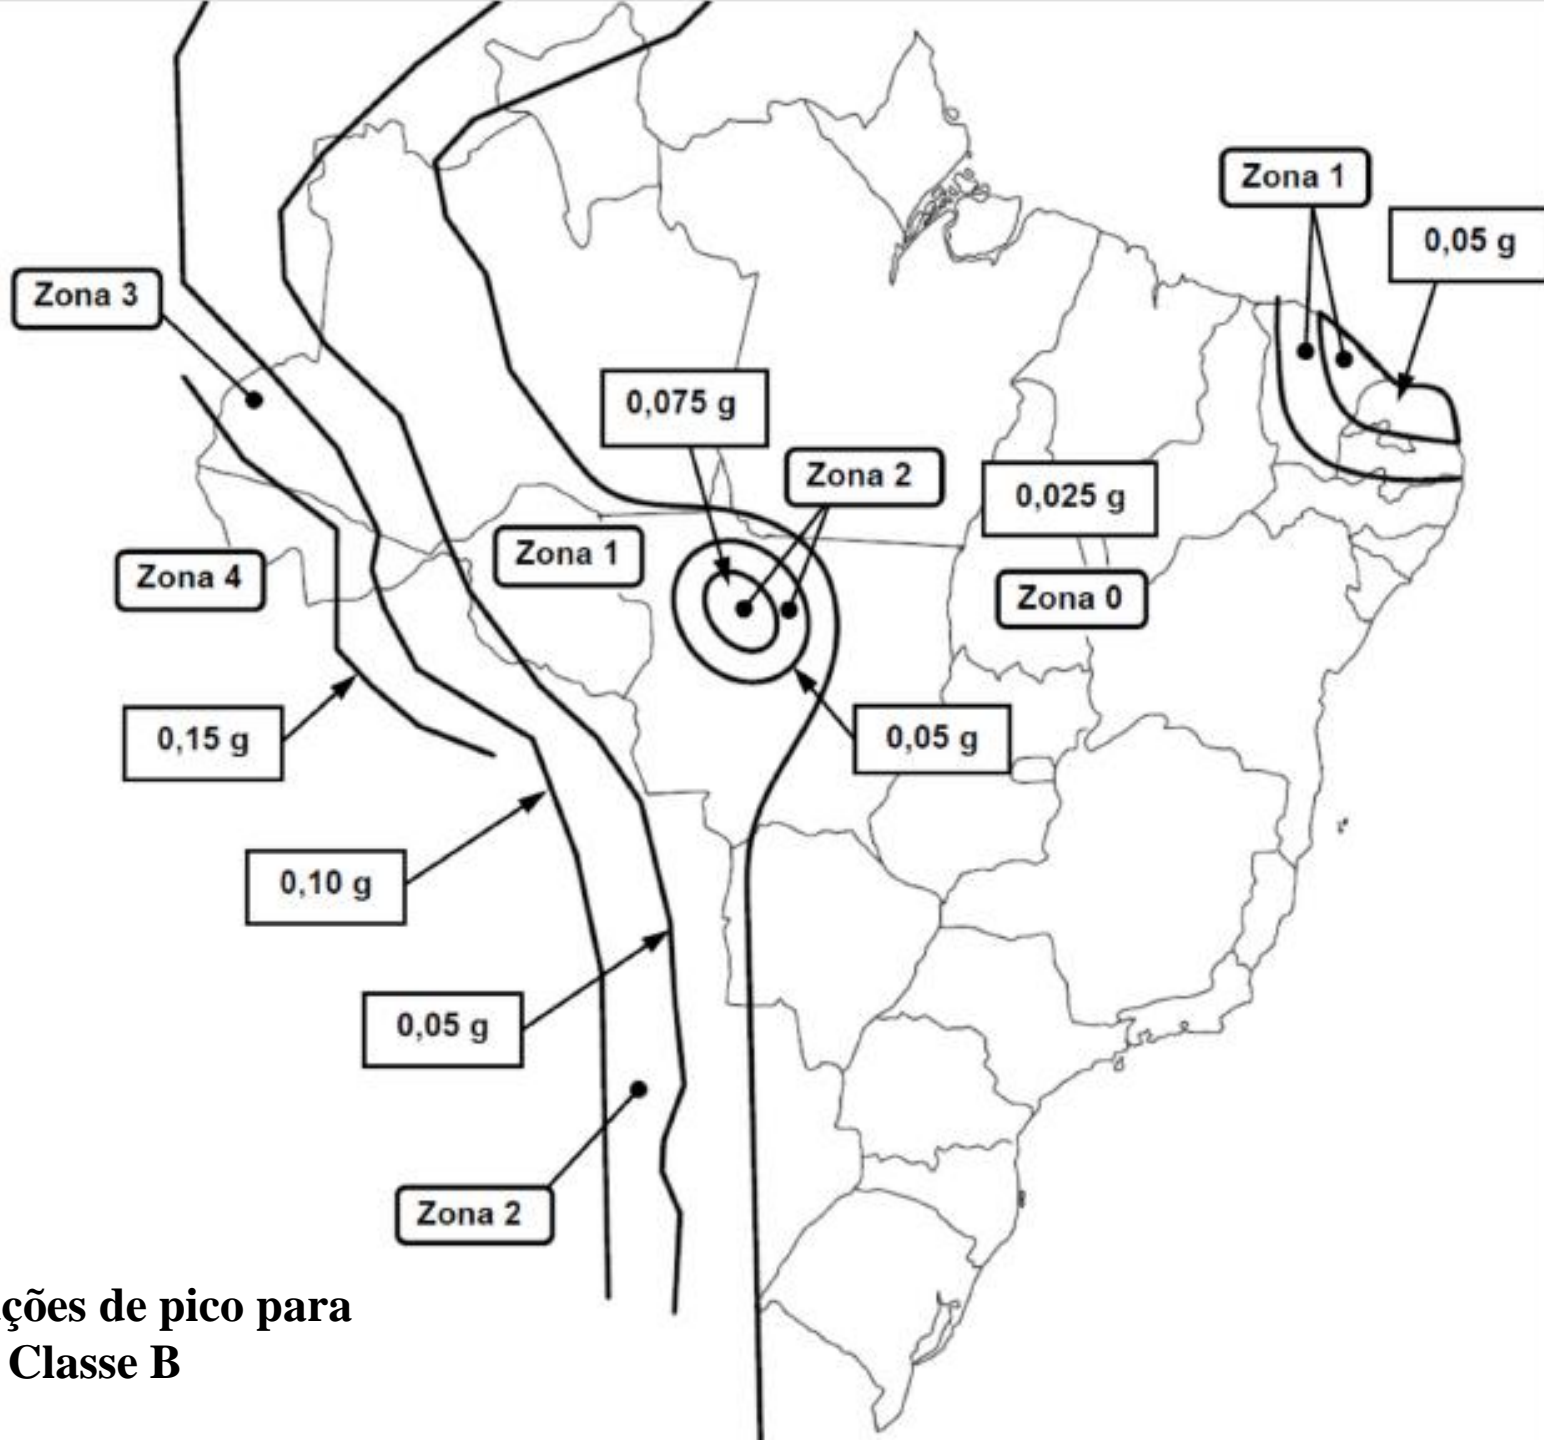 Zona 1
0,05 g
Zona 3
0,075 g
Zona 2
0,025 g
Zona 1
Zona 4
Zona 0
0,15 g
0,05 g
0,10 g
0,05 g
Zona 2
ções de pico para
Classe B